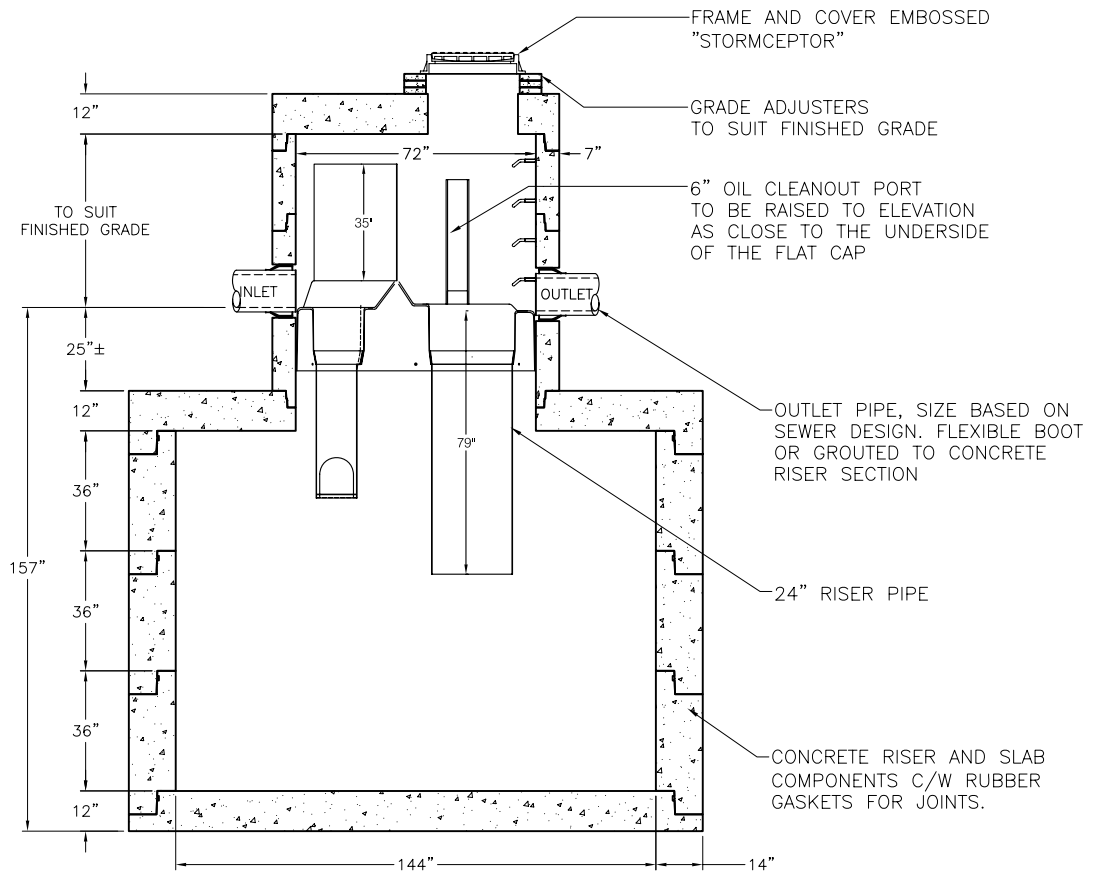 FRAME AND COVER EMBOSSED
”STORMCEPTOR”
12”
GRADE ADJUSTERS
TO SUIT FINISHED GRADE
72”
7”
6” OIL CLEANOUT PORT
TO BE RAISED TO ELEVATION
AS CLOSE TO THE UNDERSIDE
OF THE FLAT CAP
TO SUIT
FINISHED GRADE
35"
INLET
OUTLET
25”±
12”
OUTLET PIPE, SIZE BASED ON
SEWER DESIGN. FLEXIBLE BOOT
OR GROUTED TO CONCRETE
RISER SECTION
79"
36”
157”
36”
24” RISER PIPE
36”
CONCRETE RISER AND SLAB
COMPONENTS C/W RUBBER
GASKETS FOR JOINTS.
12”
144”
14”